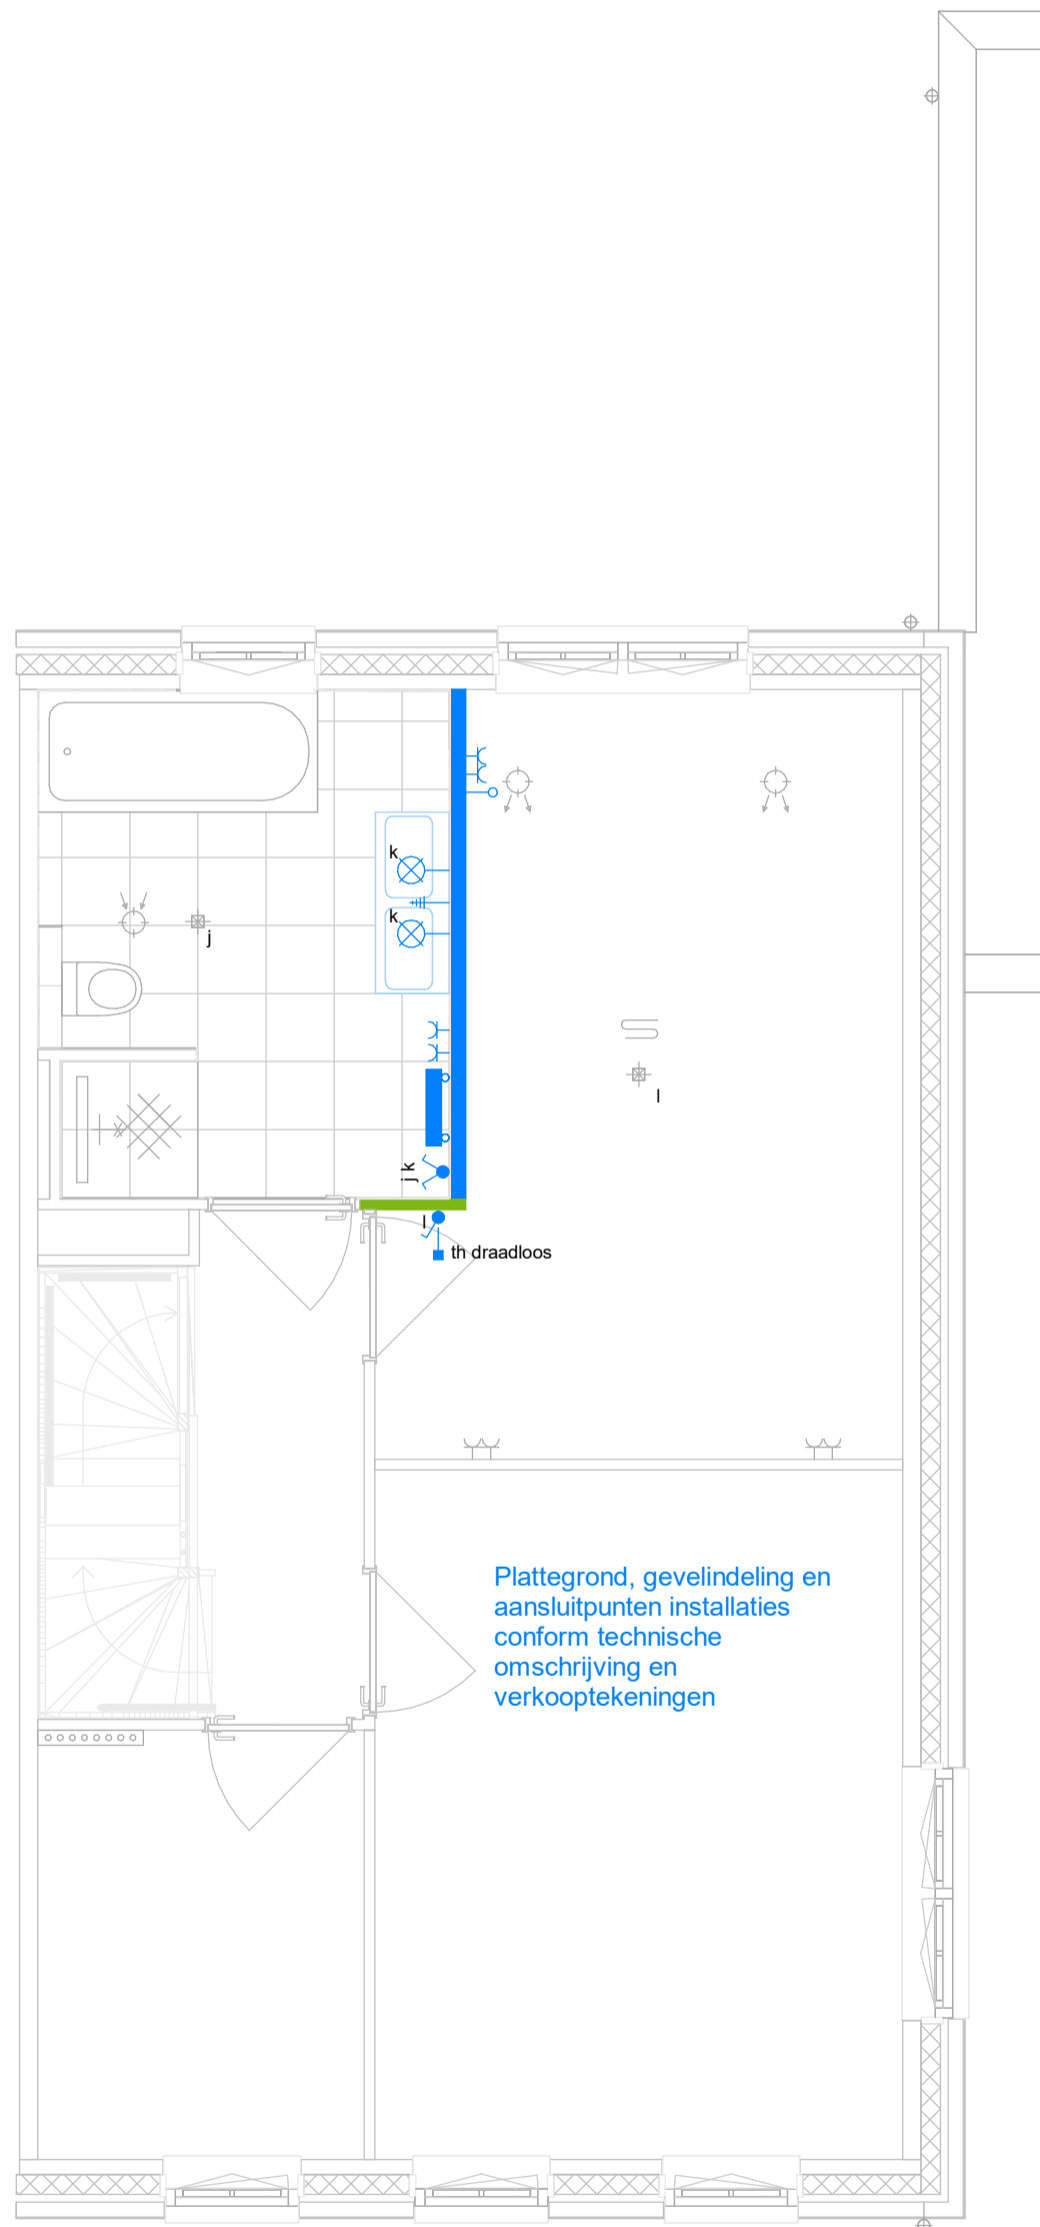 k
k
j
l
j k
l
th draadloos
Plattegrond, gevelindeling en
aansluitpunten installaties
conform technische
omschrijving en
verkooptekeningen